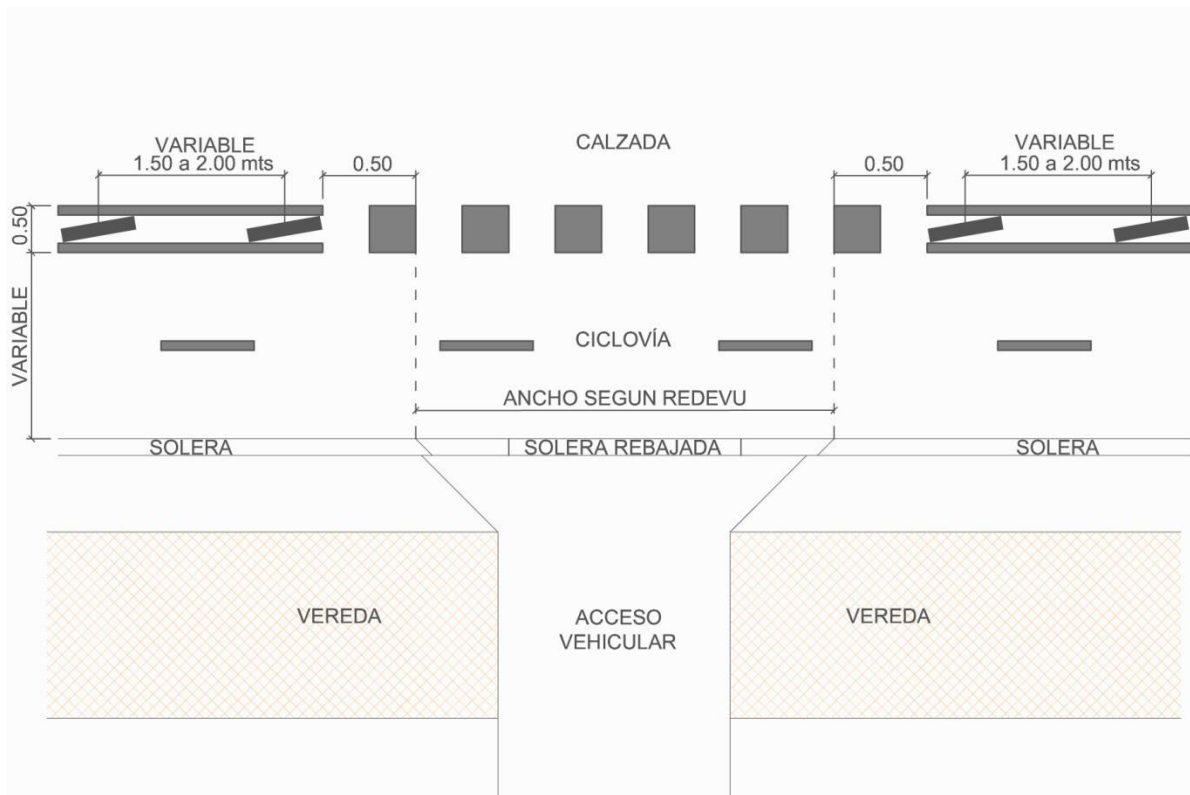 VARIABLE
1.50 a 2.00 mts
0.50
CALZADA
0.50
VARIABLE
1.50 a 2.00 mts
0.50
VARIABLE
CICLOVÍA
ANCHO SEGUN REDEVU
SOLERA
SOLERA REBAJADA
SOLERA
VEREDA
ACCESO
VEHICULAR
VEREDA